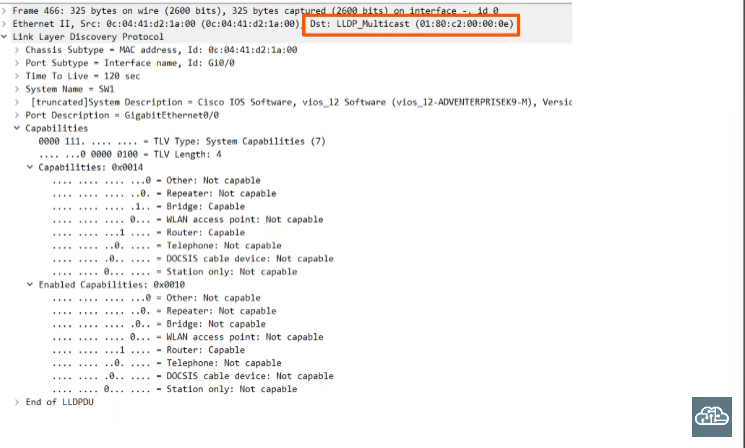 Frame 466: 325 bytes on wire (2600 bits), 325 bytes captured (2600 bits) on interface -, id 0
Ethernet II, Src: 0c:04:41:d2:1a:00 (0c:04:41:d2:1a:00), Dst: LLDP_Multicast (01:80:c2:00:00:0e)
Link Layer Discovery Protocol
Chassis Subtype = MAC address, Id: 0c:04:41:d2:1a:00
Port Subtype = Interface name, Id: Gi0/0
Time To Live = 120 sec
System Name = SW1
[truncated]System Description = Cisco IOS Software, vios_l2 Software (vios_l2-ADVENTERPRISEK9-M), Versio
Port Description = GigabitEthernet0/0
Capabilities
0000 111. .... .... = TLV Type: System Capabilities (7)
.... ...0 0000 0100 = TLV Length: 4
Capabilities: 0x0014
.... .... .... ...0 = Other: Not capable
.... .... .... ..0. = Repeater: Not capable
.... .... .... .1.. = Bridge: Capable
.... .... .... 0... = WLAN access point: Not capable
.... .... ...1 .... = Router: Capable
.... .... ..0. .... = Telephone: Not capable
.... .... .0.. .... = DOCSIS cable device: Not capable
.... .... 0... .... = Station only: Not capable
Enabled Capabilities: 0x0010
.... .... .... ...0 = Other: Not capable
.... .... .... ..0. = Repeater: Not capable
.... .... .... .0.. = Bridge: Not capable
.... .... .... 0... = WLAN access point: Not capable
.... .... ...1 .... = Router: Capable
.... .... ..0. .... = Telephone: Not capable
.... .... .0.. .... = DOCSIS cable device: Not capable
.... .... 0... .... = Station only: Not capable
End of LLDPDU